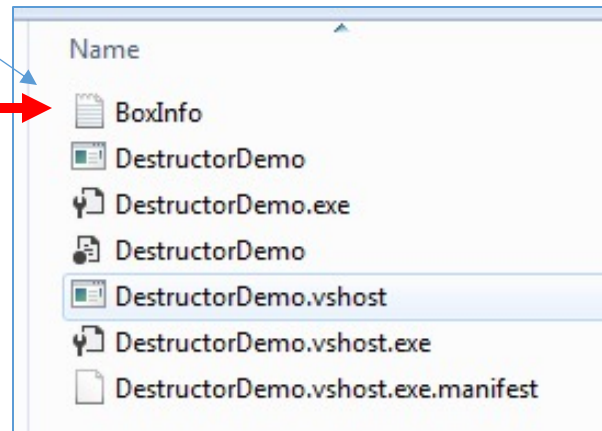 Name
BoxInfo
DestructorDemo
DestructorDemo.exe
DestructorDemo
DestructorDemo.vshost
DestructorDemo.vshost.exe
DestructorDemo.vshost.exe.manifest